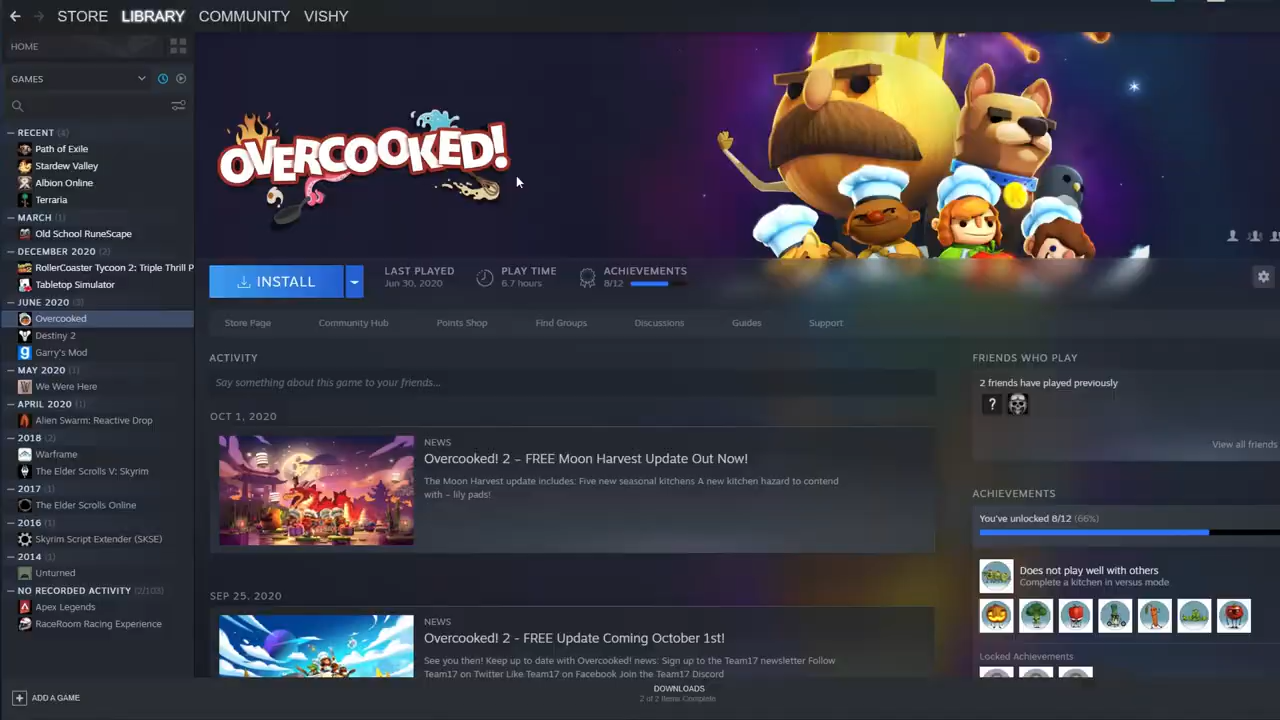 STORE LIBRARY COMMUNITY VISHY
HOME
GAMES
RECENT (4)
Path of Exile
Stardew Valley
Albion Online
Terraria
MARCH (1)
Old School RuneScape
DECEMBER 2020 (2)
RollerCoaster Tycoon 2: Triple Thrill P
Tabletop Simulator
JUNE 2020 (3)
Overcooked
Destiny 2
Garry's Mod
MAY 2020 (1)
We Were Here
APRIL 2020 (1)
Alien Swarm: Reactive Drop
2018 (2)
Warframe
The Elder Scrolls V: Skyrim
2017 (1)
The Elder Scrolls Online
2016 (1)
Skyrim Script Extender (SKSE)
2014 (1)
Unturned
NO RECORDED ACTIVITY (2/103)
Apex Legends
RaceRoom Racing Experience
ADD A GAME
OVERCOOKED!
INSTALL
LAST PLAYED
Jun 30, 2020
PLAY TIME
6.7 hours
ACHIEVEMENTS
8/12
Store Page Community Hub Points Shop Find Groups Discussions Guides Support
ACTIVITY
Say something about this game to your friends...
OCT 1, 2020
NEWS
Overcooked! 2 – FREE Moon Harvest Update Out Now!
The Moon Harvest update includes: Five new seasonal kitchens A new kitchen hazard to contend
with – lily pads!
SEP 25, 2020
NEWS
Overcooked! 2 - FREE Update Coming October 1st!
See you then! Keep up to date with Overcooked! news: Sign up to the Team17 newsletter Follow
Team17 on Twitter Like Team17 on Facebook Join the Team17 Discord
FRIENDS WHO PLAY
2 friends have played previously
?
View all friends
ACHIEVEMENTS
You've unlocked 8/12 (66%)
Does not play well with others
Complete a kitchen in versus mode
Locked Achievements
DOWNLOADS
2 of 2 Items Complete